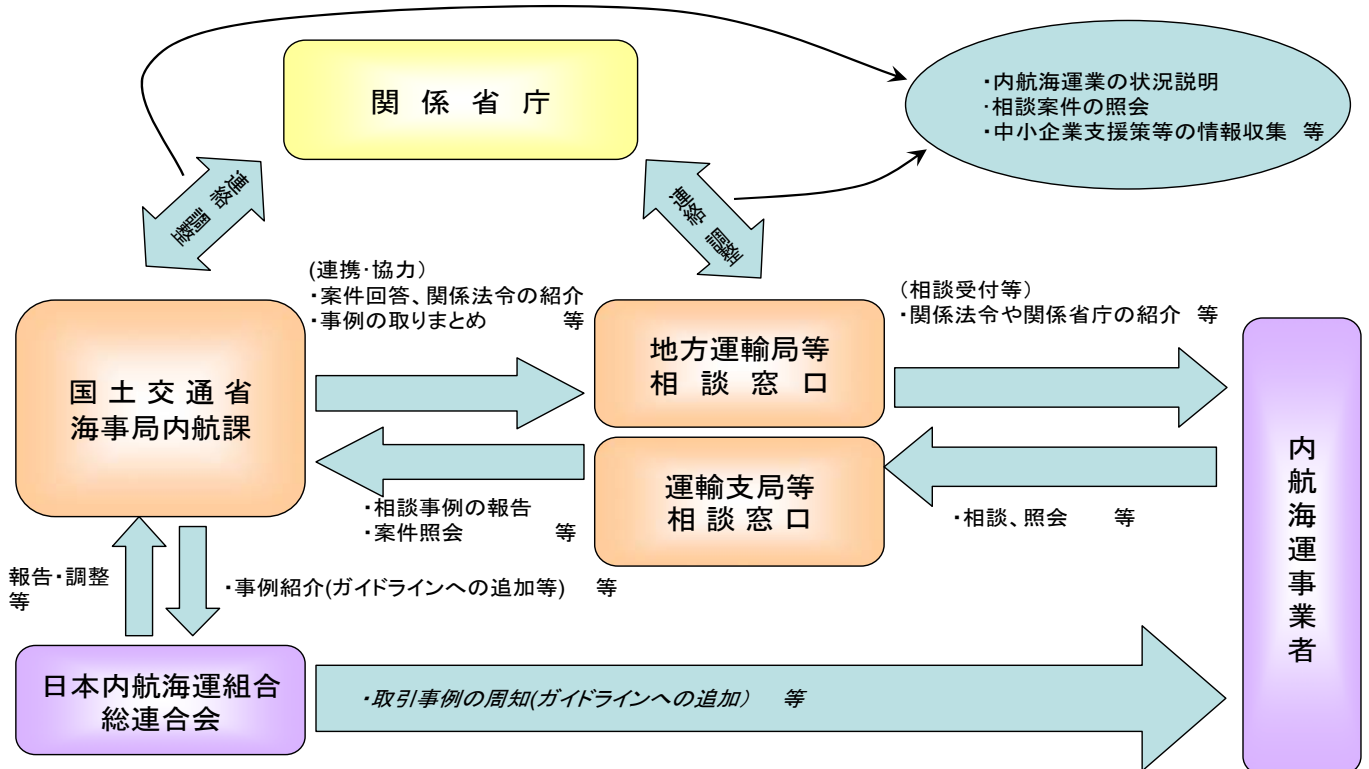 関係省庁
・内航海運業の状況説明
・相談案件の照会
・中小企業支援策等の情報収集　等
連絡調整
連絡調整
(連携・協力）
・案件回答、関係法令の紹介
・事例の取りまとめ　　　等
（相談受付等）
・関係法令や関係省庁の紹介　等
国土交通省
海事局内航課
地方運輸局等
相談窓口
運輸支局等
相談窓口
内航海運事業者
・相談事例の報告
・案件照会　　　　等
・相談、照会　　等
報告・調整
等
・事例紹介(ガイドラインへの追加等)　　等
日本内航海運組合
総連合会
・取引事例の周知(ガイドラインへの追加）　　等